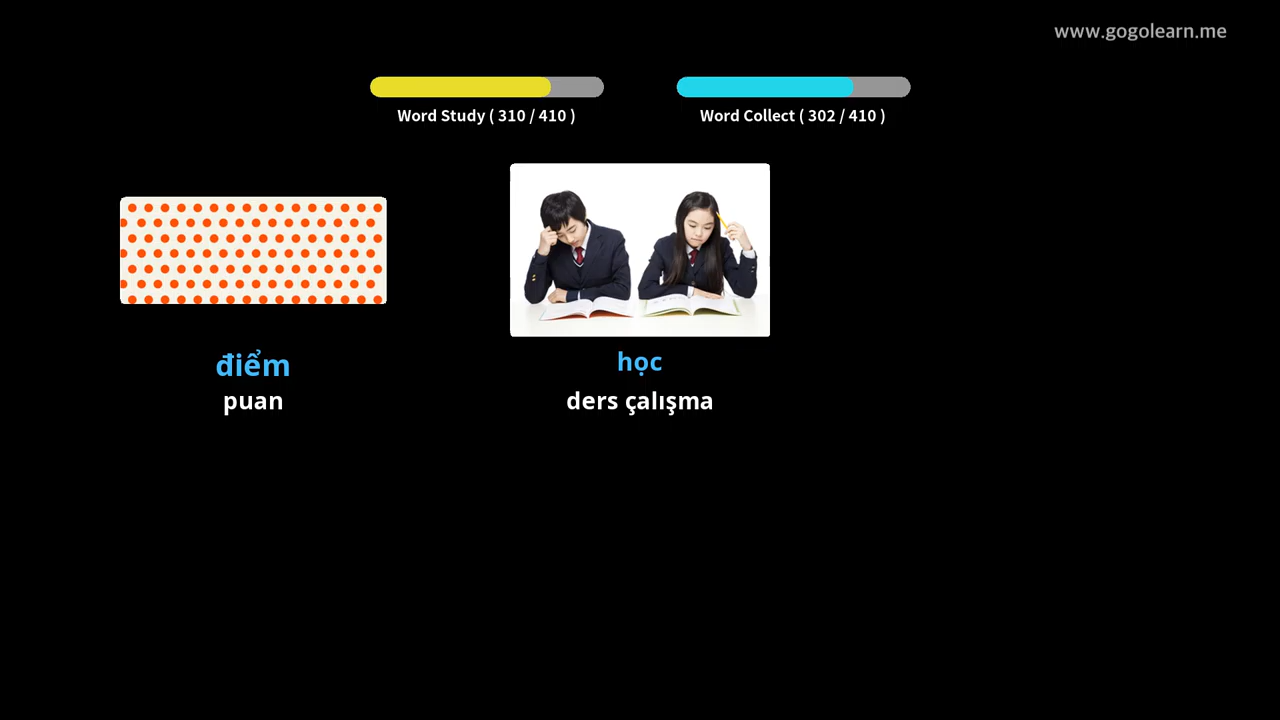 www.gogolearn.me
Word Study ( 310 / 410 )
Word Collect ( 302 / 410 )
điểm
puan
học
ders çalışma